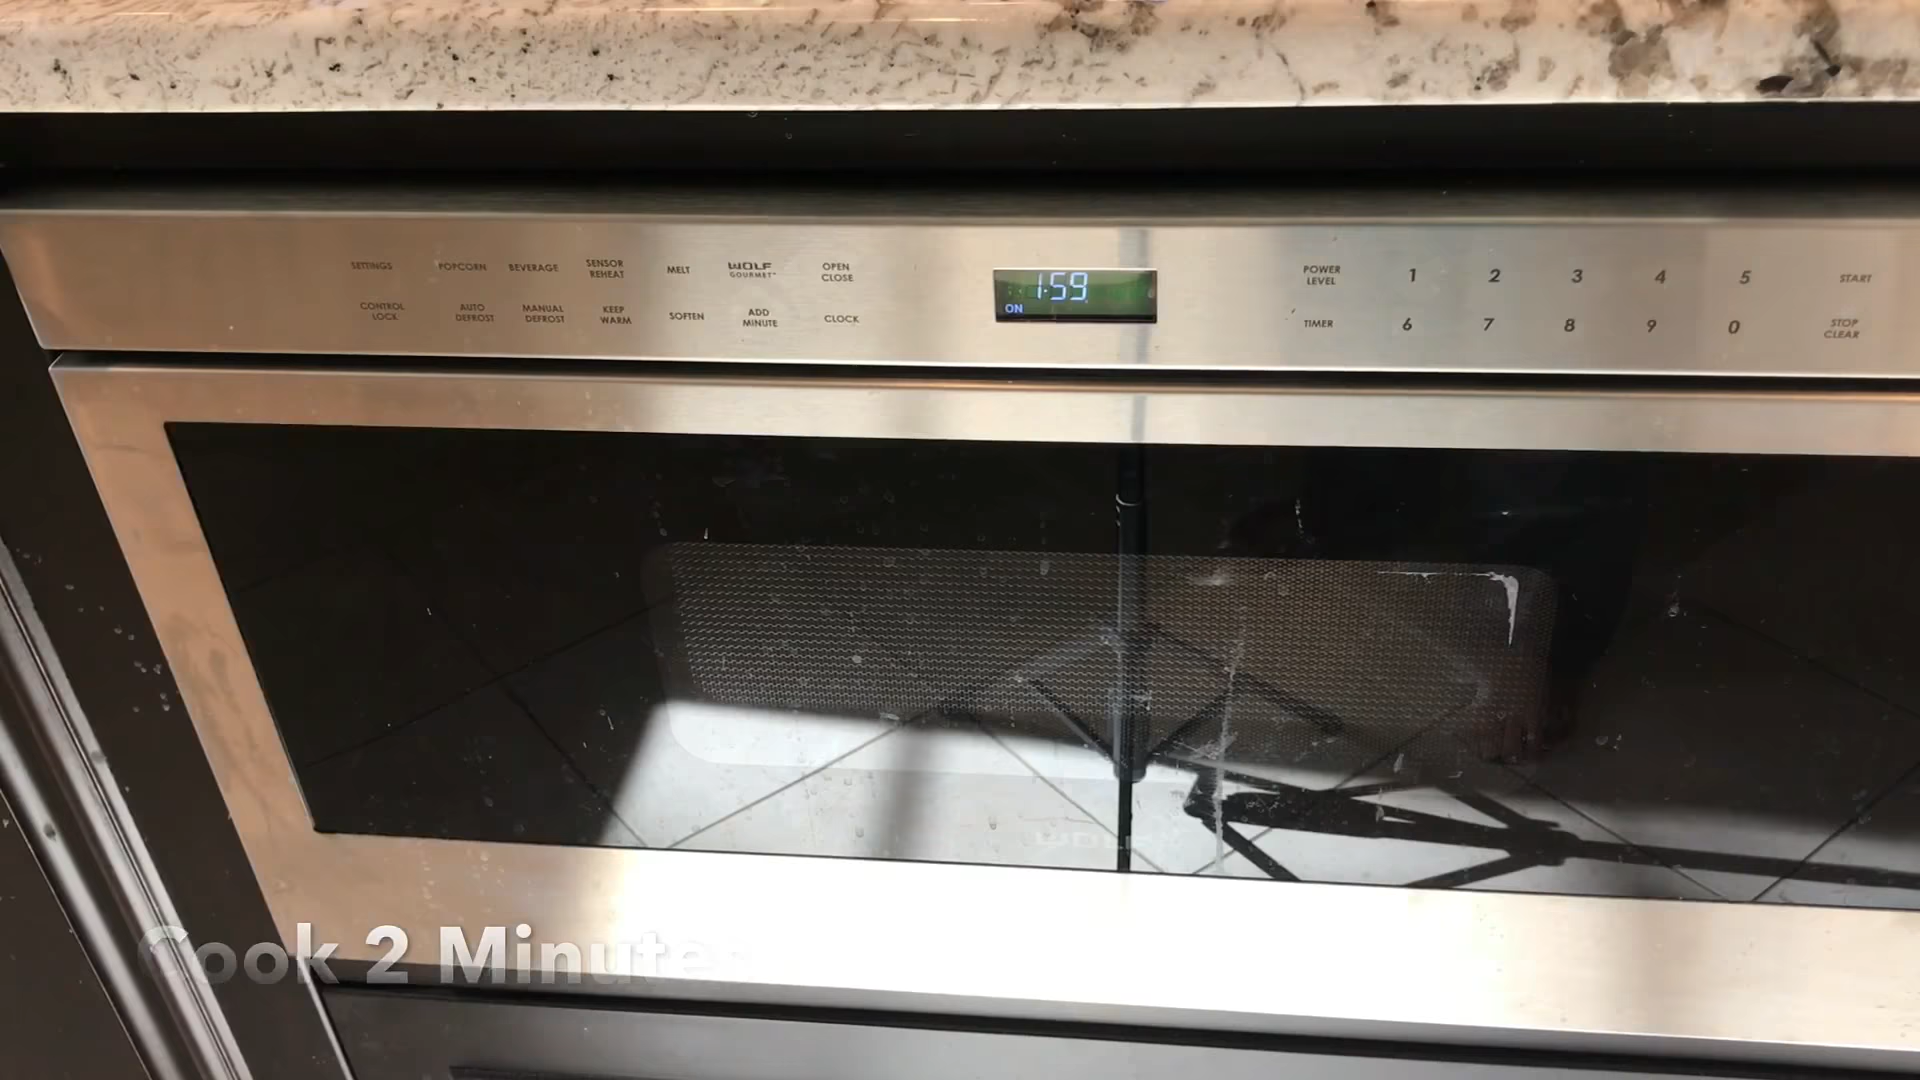 SETTINGS
POPCORN
BEVERAGE
SENSOR
REHEAT
MELT
WOLF
GOURMET™
OPEN
CLOSE
CONTROL
LOCK
AUTO
DEFROST
MANUAL
DEFROST
KEEP
WARM
SOFTEN
ADD
MINUTE
CLOCK
1:59
ON
POWER
LEVEL
1 2 3 4 5
START
TIMER
6 7 8 9 0
STOP
CLEAR
WOLF
Cook 2 Minutes